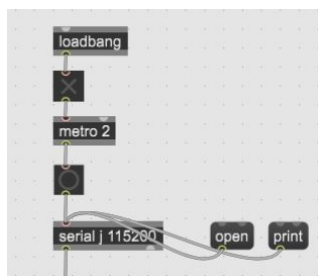 loadbang
metro 2
serial j 115200
open
print